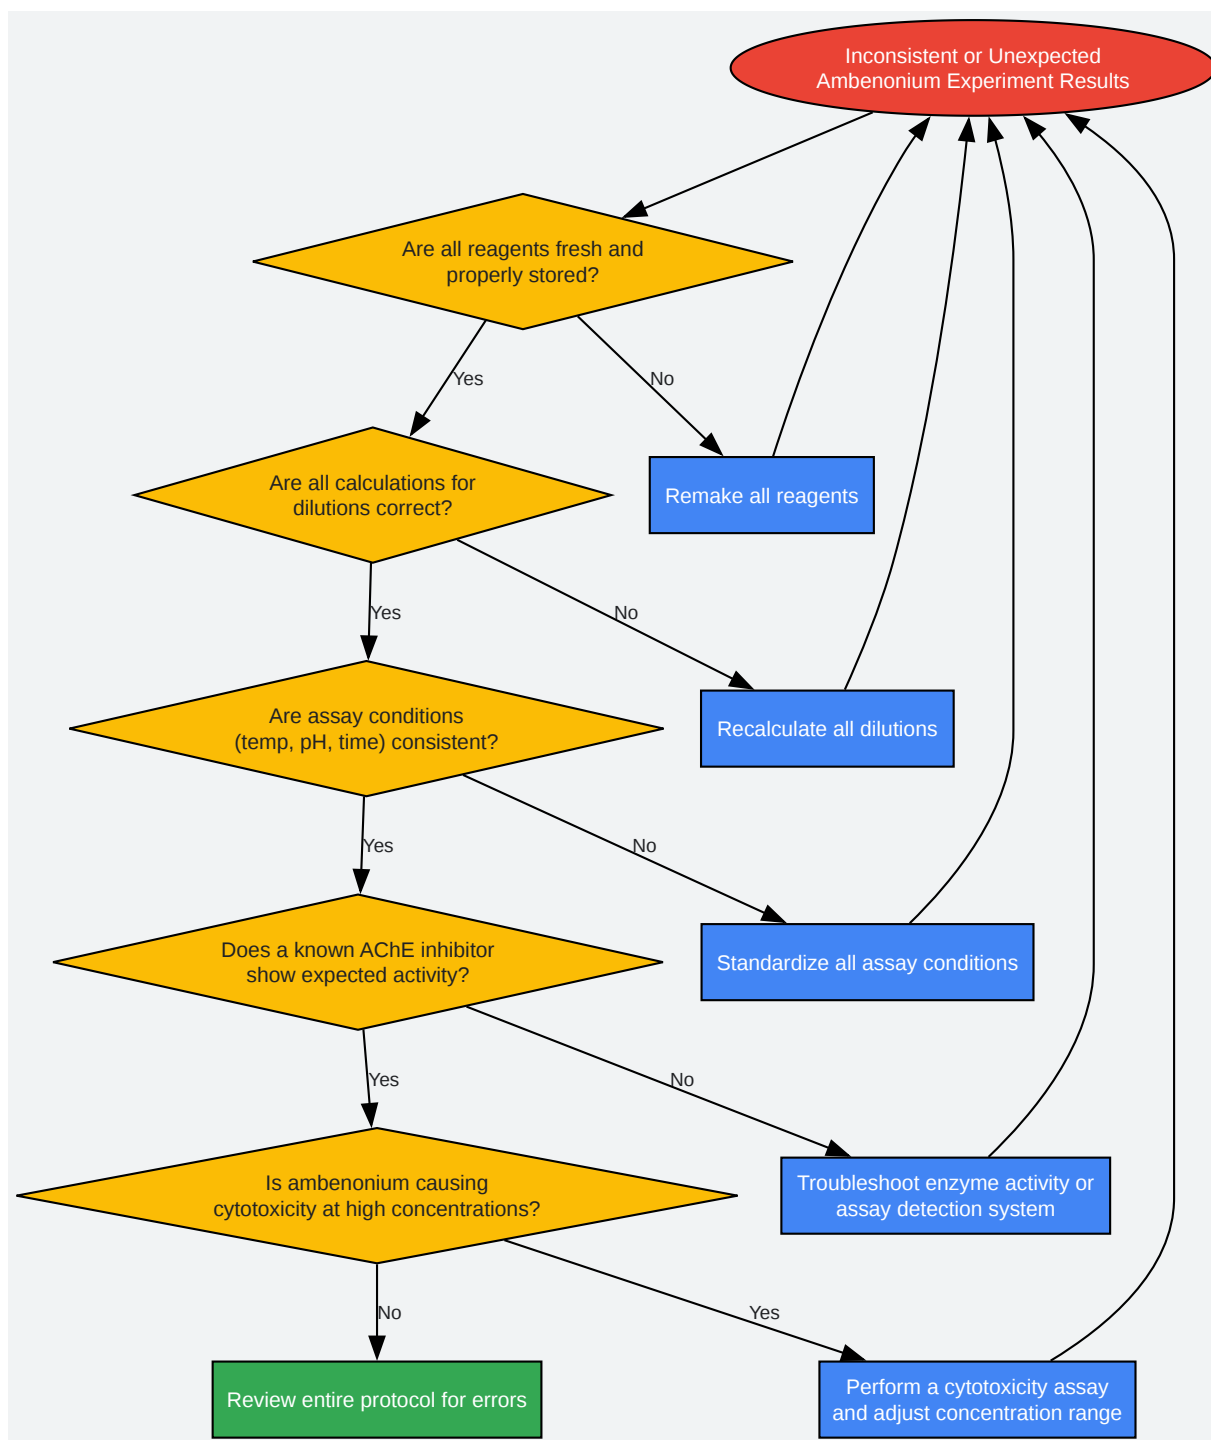 Inconsistent or Unexpected
Ambenonium Experiment Results
Are all reagents fresh and
properly stored?
Yes
No
Are all calculations for
dilutions correct?
Remake all reagents
Yes
No
Are assay conditions
(temp, pH, time) consistent?
Recalculate all dilutions
Yes
No
Does a known AChE inhibitor
show expected activity?
Standardize all assay conditions
Yes
No
Is ambenonium causing
cytotoxicity at high concentrations?
Troubleshoot enzyme activity or
assay detection system
No
Yes
Review entire protocol for errors
Perform a cytotoxicity assay
and adjust concentration range